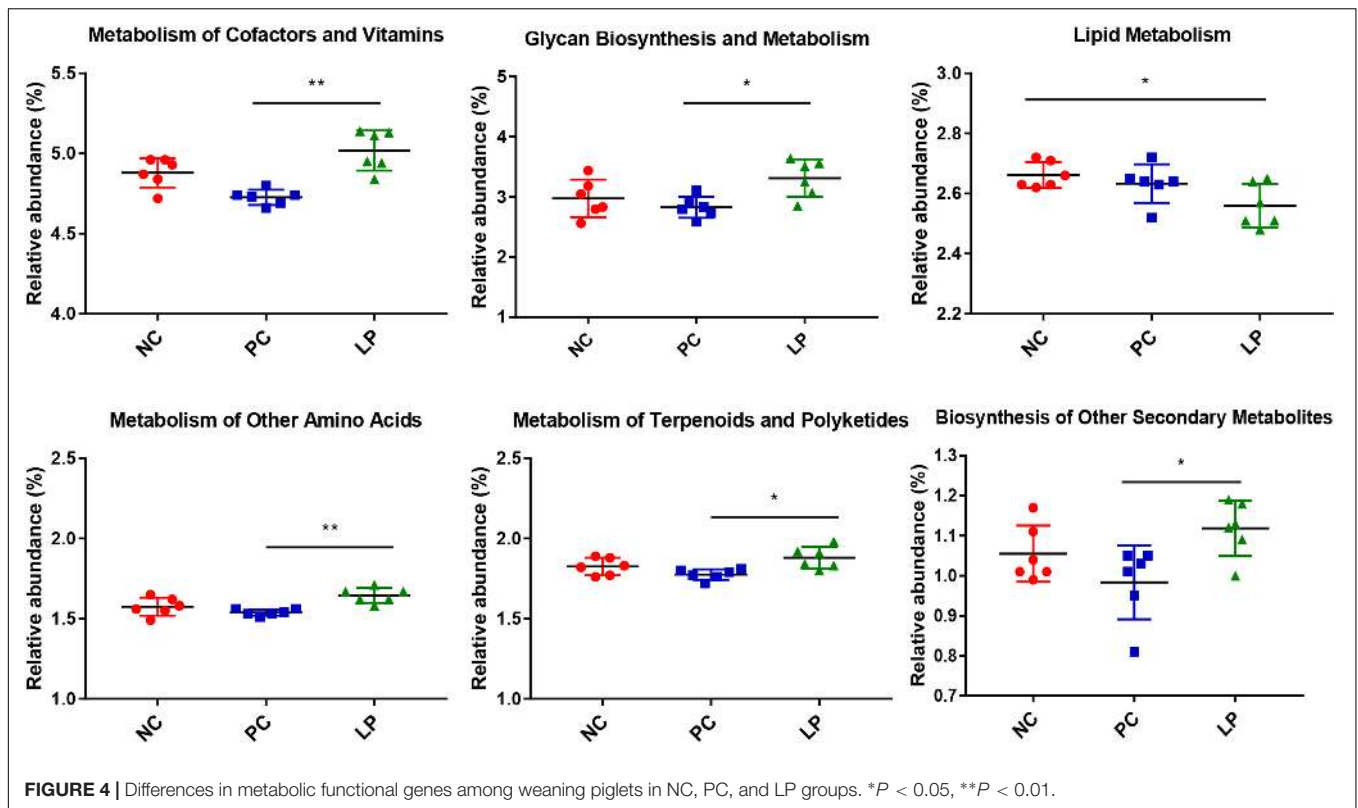 Metabolism of Cofactors and Vitamins
Relative abundance (%)
5.5
5.0
4.5
4.0
**
NC
PC
LP
Glycan Biosynthesis and Metabolism
Relative abundance (%)
5
4
3
2
1
*
NC
PC
LP
Lipid Metabolism
Relative abundance (%)
3.0
2.8
2.6
2.4
2.2
*
NC
PC
LP
Metabolism of Other Amino Acids
Relative abundance (%)
2.5
2.0
1.5
1.0
**
NC
PC
LP
Metabolism of Terpenoids and Polyketides
Relative abundance (%)
2.5
2.0
1.5
1.0
*
NC
PC
LP
Biosynthesis of Other Secondary Metabolites
Relative abundance (%)
1.3
1.2
1.1
1.0
0.9
0.8
0.7
*
NC
PC
LP
FIGURE 4 | Differences in metabolic functional genes among weaning piglets in NC, PC, and LP groups. *P < 0.05, **P < 0.01.